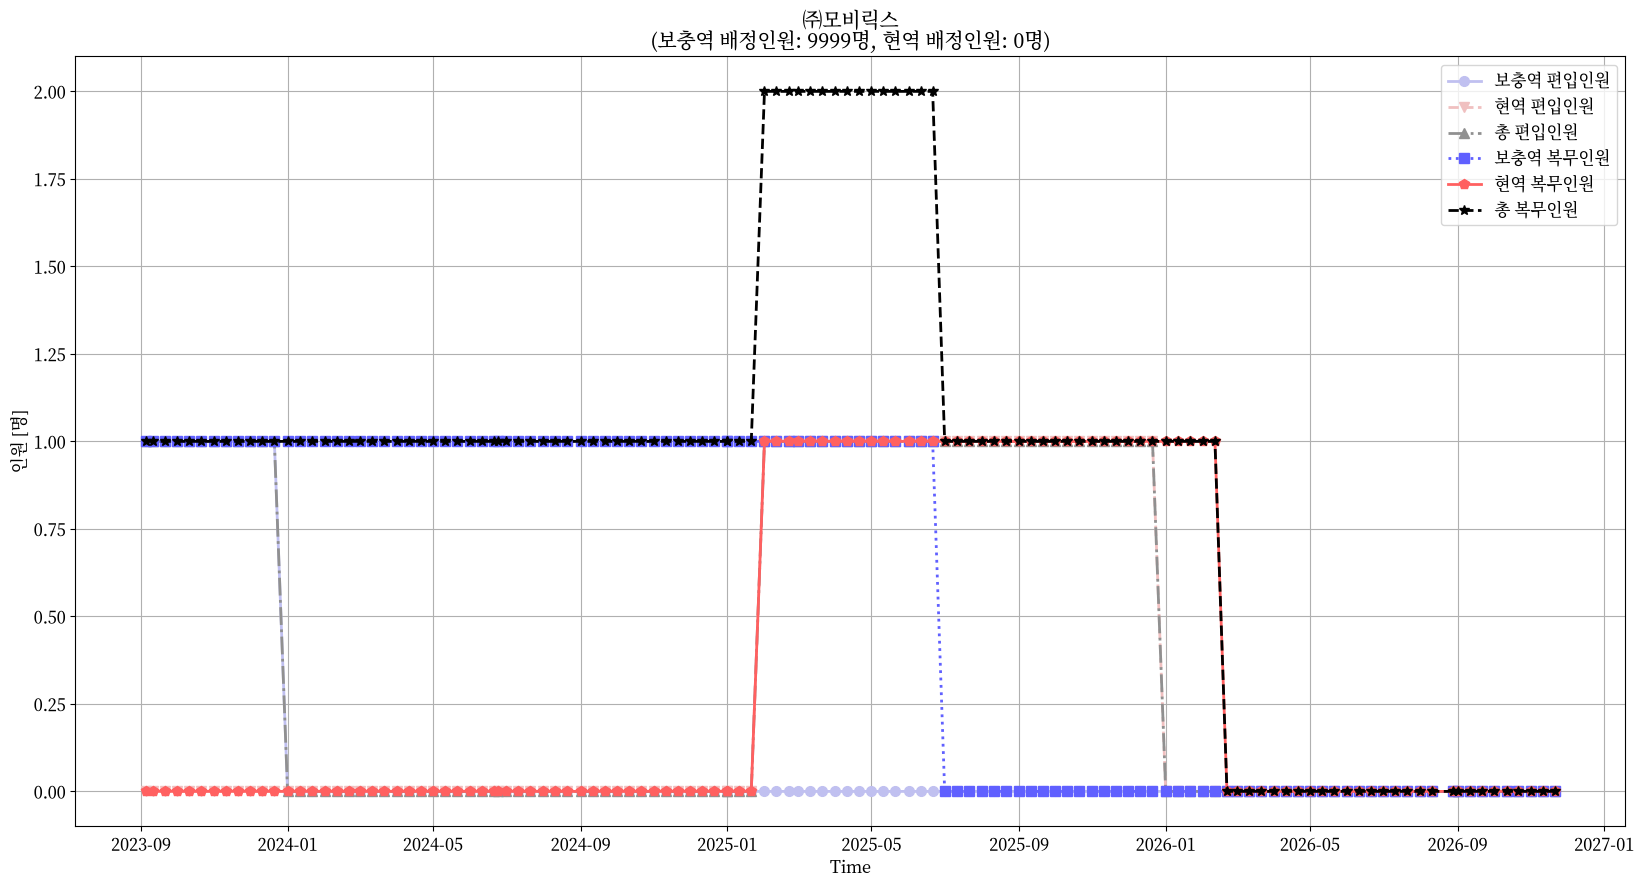 ㈜모비릭스
(보충역 배정인원: 9999명, 현역 배정인원: 0명)
보충역 편입인원
현역 편입인원
총 편입인원
보충역 복무인원
현역 복무인원
총 복무인원
인원 [명]
2.00
1.75
1.50
1.25
1.00
0.75
0.50
0.25
0.00
2023-09
2024-01
2024-05
2024-09
2025-01
2025-05
2025-09
2026-01
2026-05
2026-09
2027-01
Time